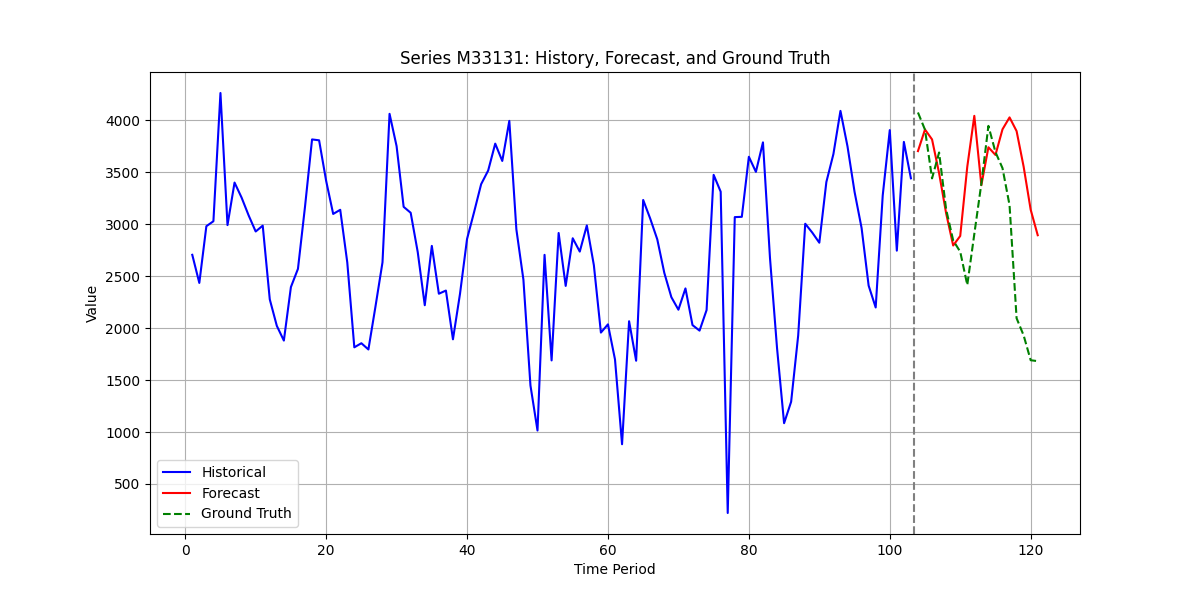 Series M33131: History, Forecast, and Ground Truth
Value
4000
3500
3000
2500
2000
1500
1000
500
Historical
Forecast
Ground Truth
0 20 40 60 80 100 120
Time Period